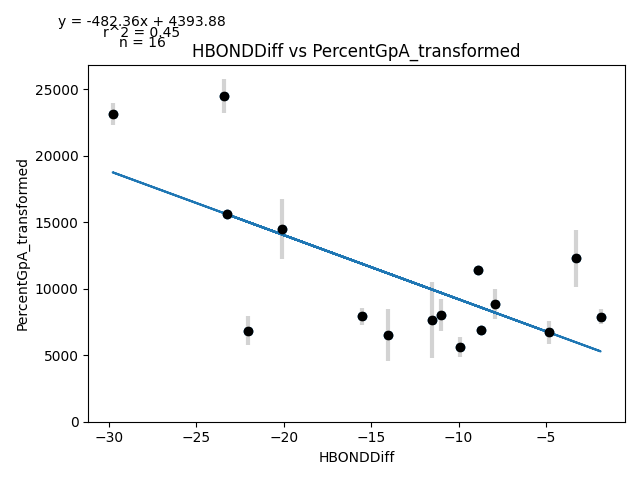 y = -482.36x + 4393.88
r^2 = 0.45
n = 16
HBONDDiff vs PercentGpA_transformed
PercentGpA_transformed
25000
20000
15000
10000
5000
0
−30
−25
−20
−15
−10
−5
HBONDDiff